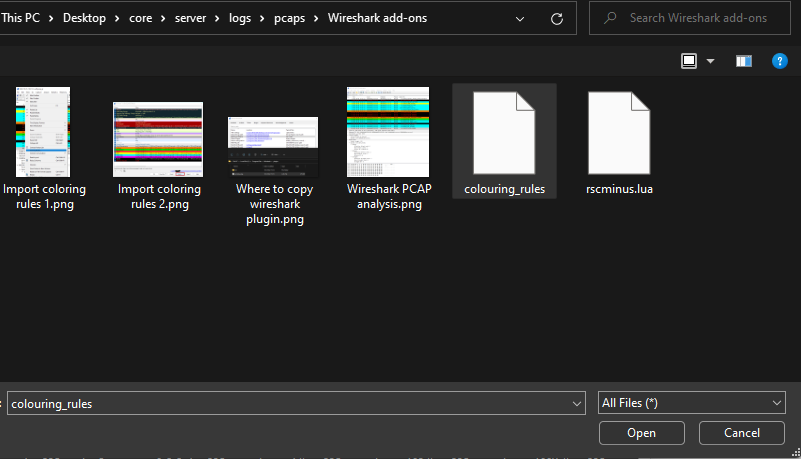 This PC > Desktop > core > server > logs > pcaps > Wireshark add-ons
Search Wireshark add-ons
?
Import coloring
rules 1.png
Import coloring
rules 2.png
Where to copy
wireshark
plugin.png
Wireshark PCAP
analysis.png
colouring_rules
rscminus.lua
: colouring_rules
All Files (*)
Open
Cancel